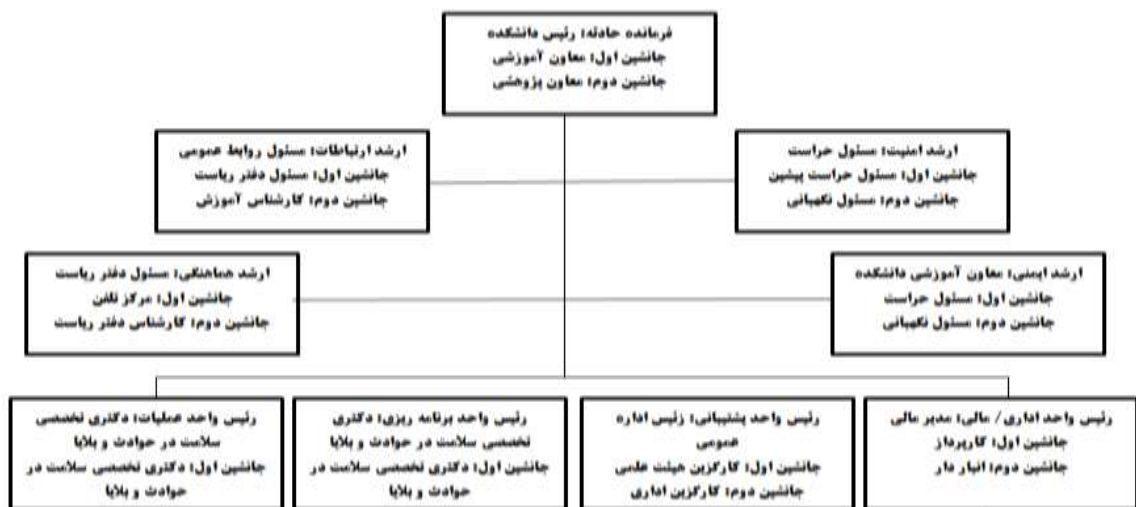 فرمانده حادثه: رئیس دانشکده
جانشین اول: معاون آموزشی
جانشین دوم: معاون پژوهشی
ارشد امنیت: مسئول حراست
جانشین اول: مسئول حراست پیشین
جانشین دوم: مسئول نگهبانی
ارشد ارتباطات: مسئول روابط عمومی
جانشین اول: مسئول دفتر ریاست
جانشین دوم: کارشناس آموزش
ارشد ایمنی: معاون آموزشی دانشکده
جانشین اول: مسئول حراست
جانشین دوم: مسئول نگهبانی
ارشد هماهنگی: مسئول دفتر ریاست
جانشین اول: مرکز تلفن
جانشین دوم: کارشناس دفتر ریاست
رئیس واحد اداری/ مالی: مدیر مالی
جانشین اول: کارپرداز
جانشین دوم: انبار دار
رئیس واحد پشتیبانی: رئیس اداره
عمومی
جانشین اول: کارگزین هیئت علمی
جانشین دوم: کارگزین اداری
رئیس واحد برنامه ریزی: دکتری
تخصصی سلامت در حوادث و بلایا
جانشین اول: دکتری تخصصی سلامت در
حوادث و بلایا
رئیس واحد عملیات: دکتری تخصصی
سلامت در حوادث و بلایا
جانشین اول: دکتری تخصصی سلامت در
حوادث و بلایا